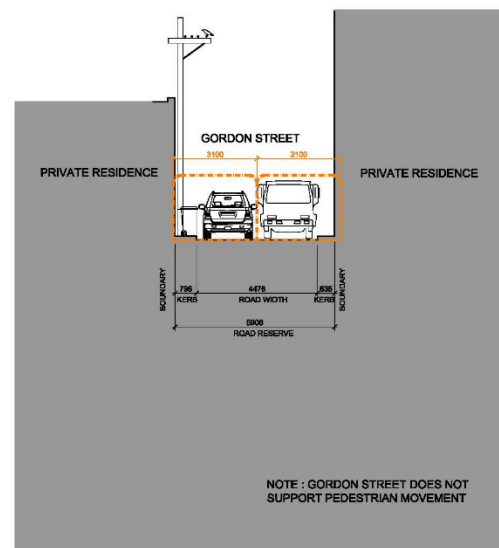 GORDON STREET
3100 3100
PRIVATE RESIDENCE PRIVATE RESIDENCE
BOUNDARY 796 4476 635 BOUNDARY
KERB ROAD WIDTH KERB
5906
ROAD RESERVE
NOTE : GORDON STREET DOES NOT
SUPPORT PEDESTRIAN MOVEMENT